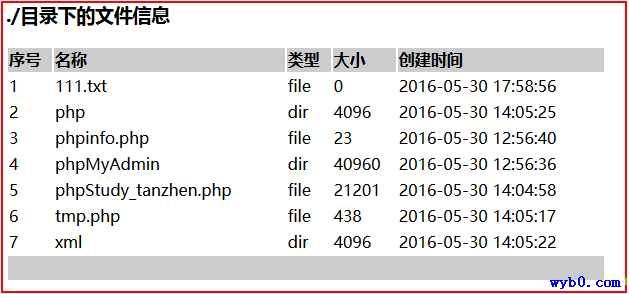 ./目录下的文件信息
序号 名称 类型 大小 创建时间
1 111.txt file 0 2016-05-30 17:58:56
2 php dir 4096 2016-05-30 14:05:25
3 phpinfo.php file 23 2016-05-30 12:56:40
4 phpMyAdmin dir 40960 2016-05-30 12:56:36
5 phpStudy_tanzhen.php file 21201 2016-05-30 14:04:58
6 tmp.php file 438 2016-05-30 14:05:17
7 xml dir 4096 2016-05-30 14:05:22
wyb0.com